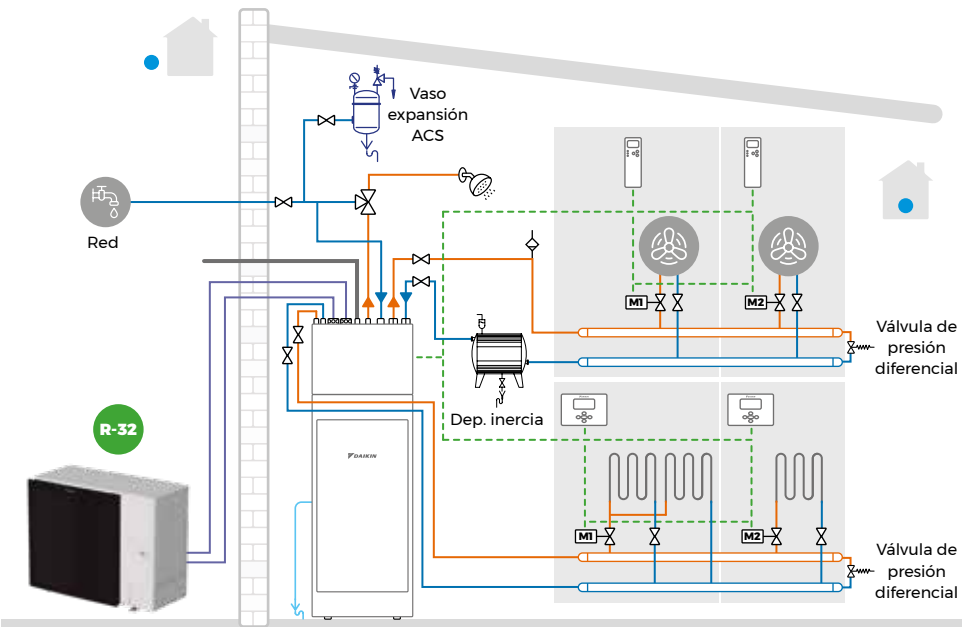 Vaso
expansión
ACS
Red
M1
M2
Válvula de
presión
diferencial
Dep. inercia
R-32
DAIKIN
M1
M2
Válvula de
presión
diferencial